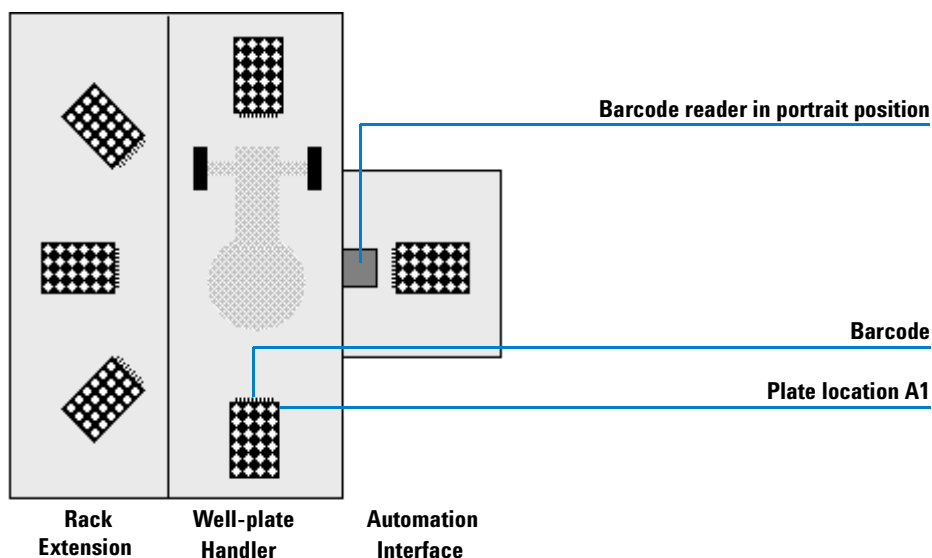 Barcode reader in portrait position
Barcode
Plate location A1
Rack
Extension
Well-plate
Handler
Automation
Interface